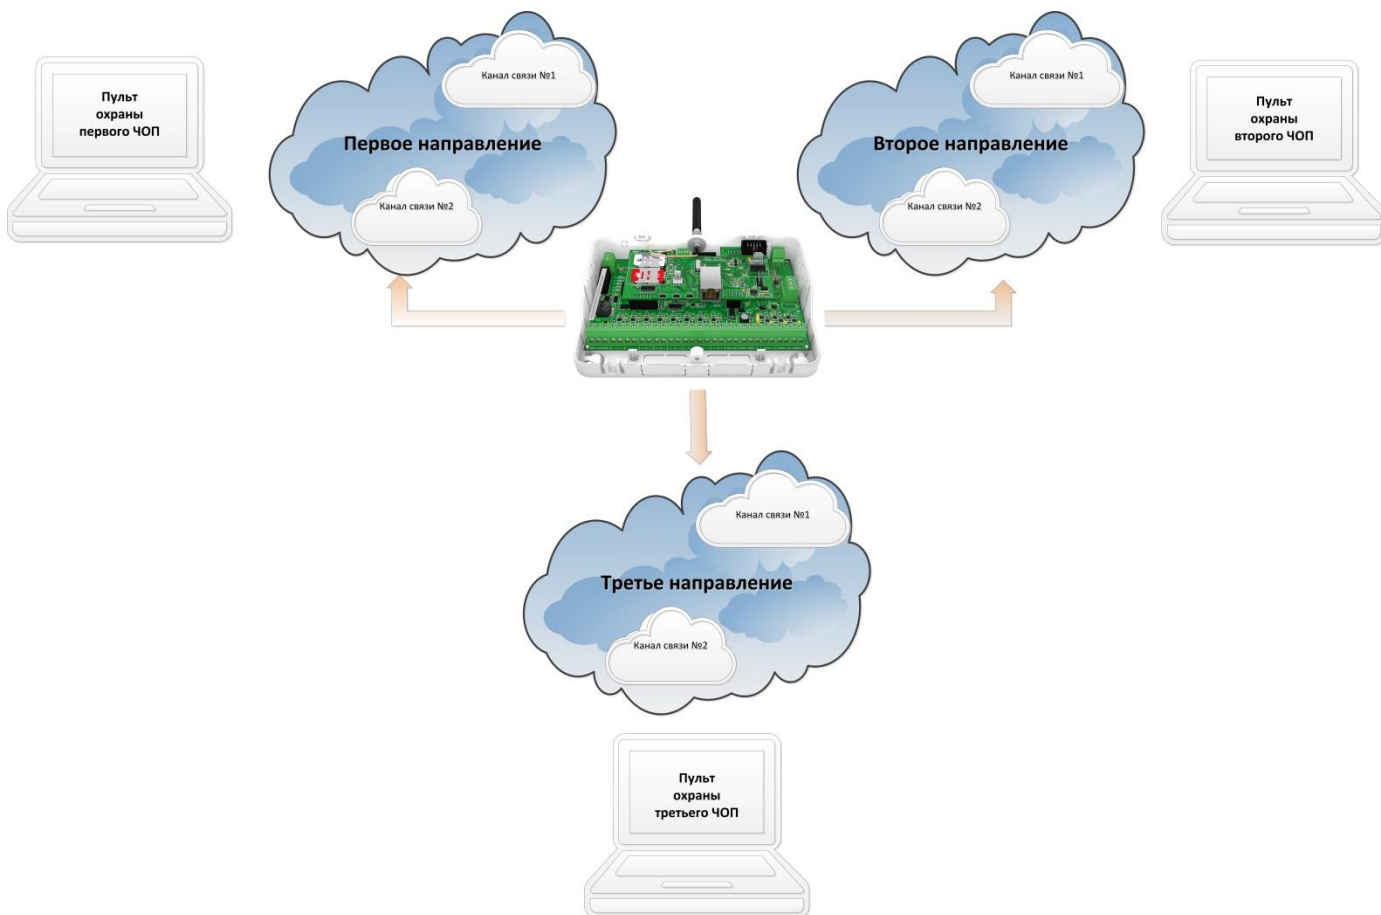 Пульт
охраны
первого ЧОП
Канал связи №1
Первое направление
Канал связи №2
Канал связи №1
Второе направление
Канал связи №2
Пульт
охраны
второго ЧОП
Канал связи №1
Третье направление
Канал связи №2
Пульт
охраны
третьего ЧОП